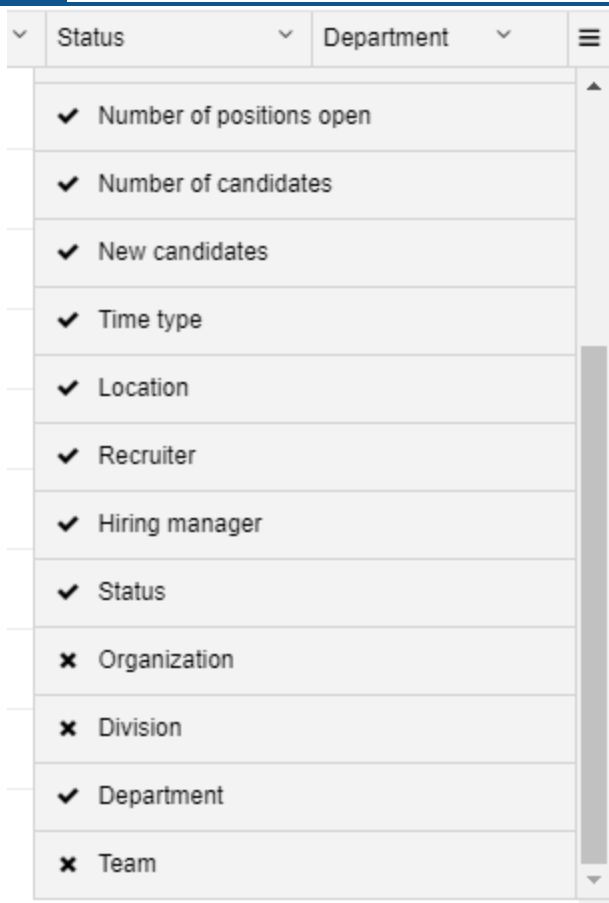 Status
Department
Number of positions open
Number of candidates
New candidates
Time type
Location
Recruiter
Hiring manager
Status
Organization
Division
Department
Team